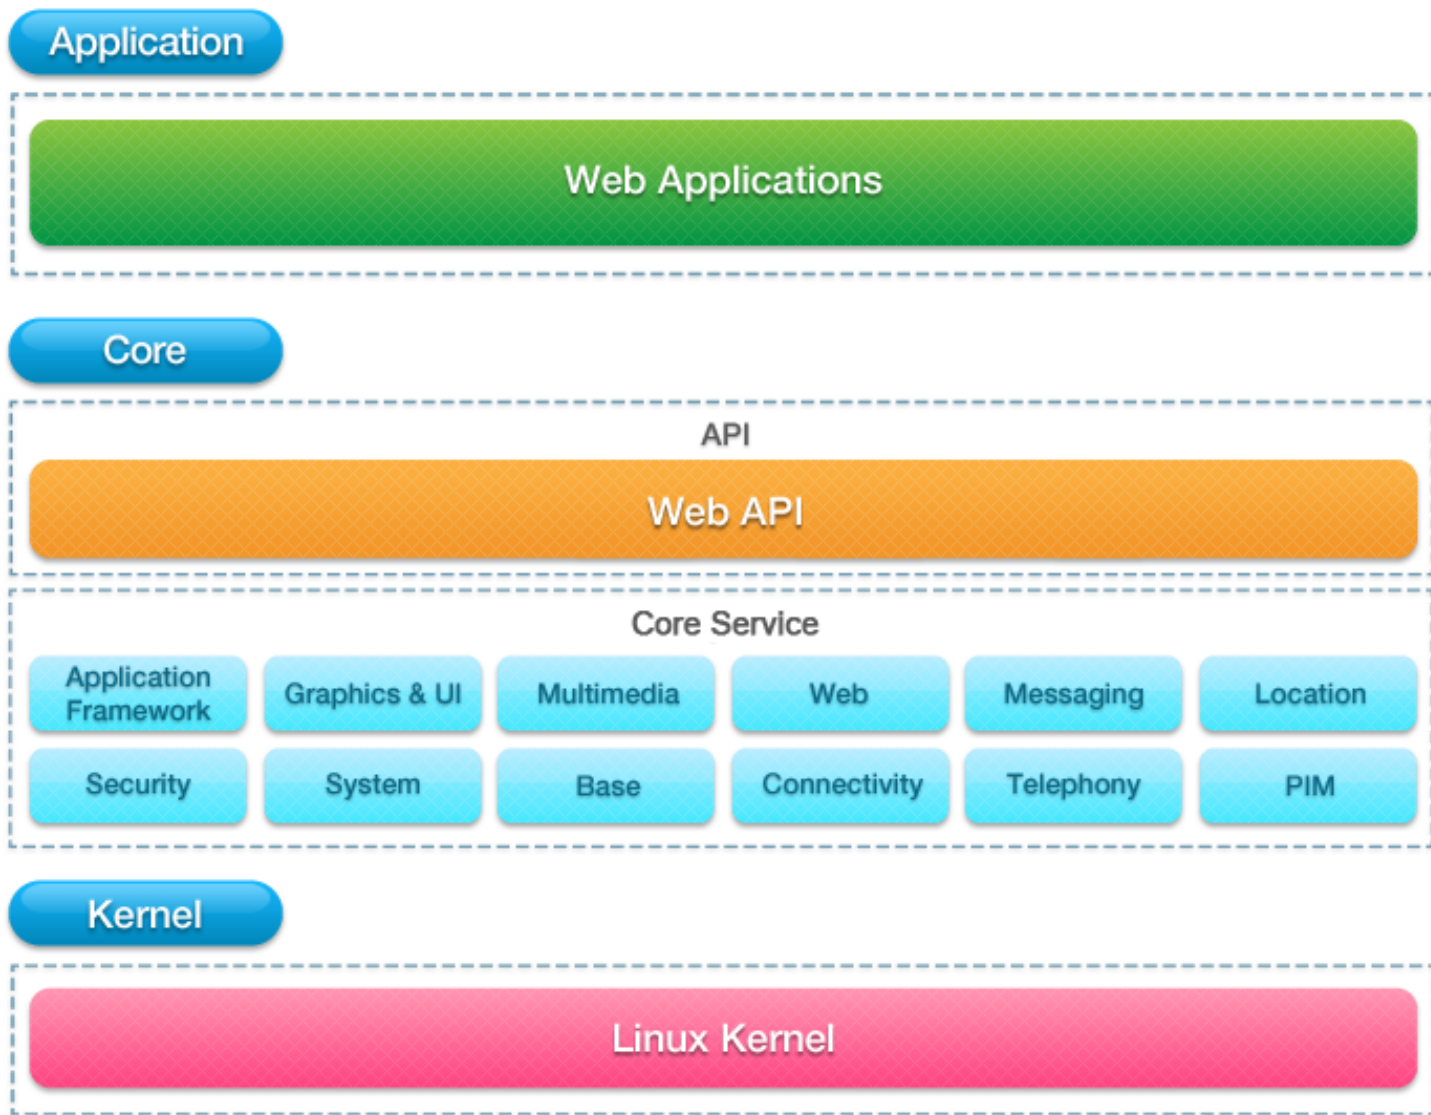 Application
Web Applications
Core
API
Web API
Core Service
Application
Framework
Graphics & UI
Multimedia
Web
Messaging
Location
Security
System
Base
Connectivity
Telephony
PIM
Kernel
Linux Kernel